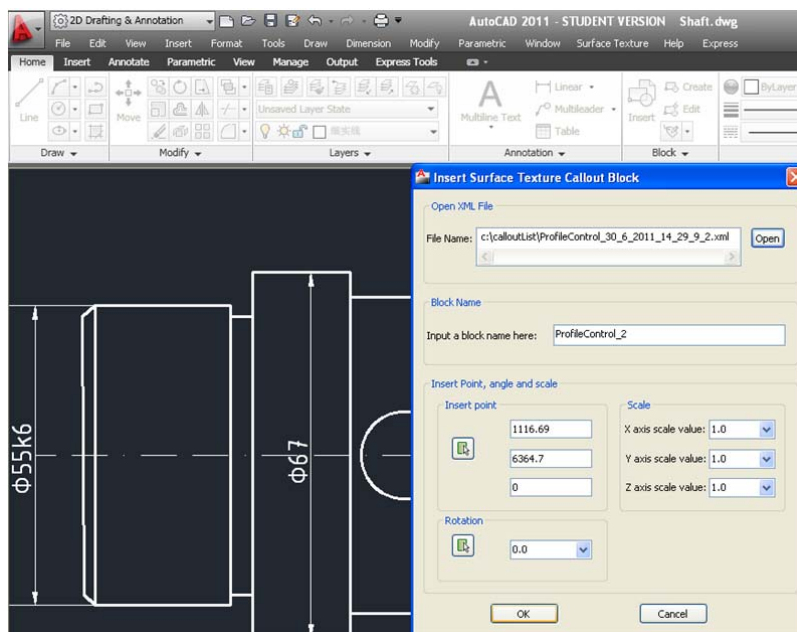 2D Drafting & Annotation
AutoCAD 2011 - STUDENT VERSION Shaft.dwg
File Edit View Insert Format Tools Draw Dimension Modify Parametric Window Surface Texture Help Express
Home Insert Annotate Parametric View Manage Output Express Tools
Line
Move
Unsaved Layer State
Multiline Text
Linear
Multileader
Table
Insert
Create
Edit
ByLayer
Draw Modify Layers Annotation Block
Insert Surface Texture Callout Block
Open XML File
File Name: c:\calloutList\ProfileControl_30_6_2011_14_29_9_2.xml Open
Block Name
Input a block name here: ProfileControl_2
Insert Point, angle and scale
Insert point
1116.69
6364.7
0
Scale
X axis scale value: 1.0
Y axis scale value: 1.0
Z axis scale value: 1.0
Rotation
0.0
OK Cancel
Φ55k6
Φ67